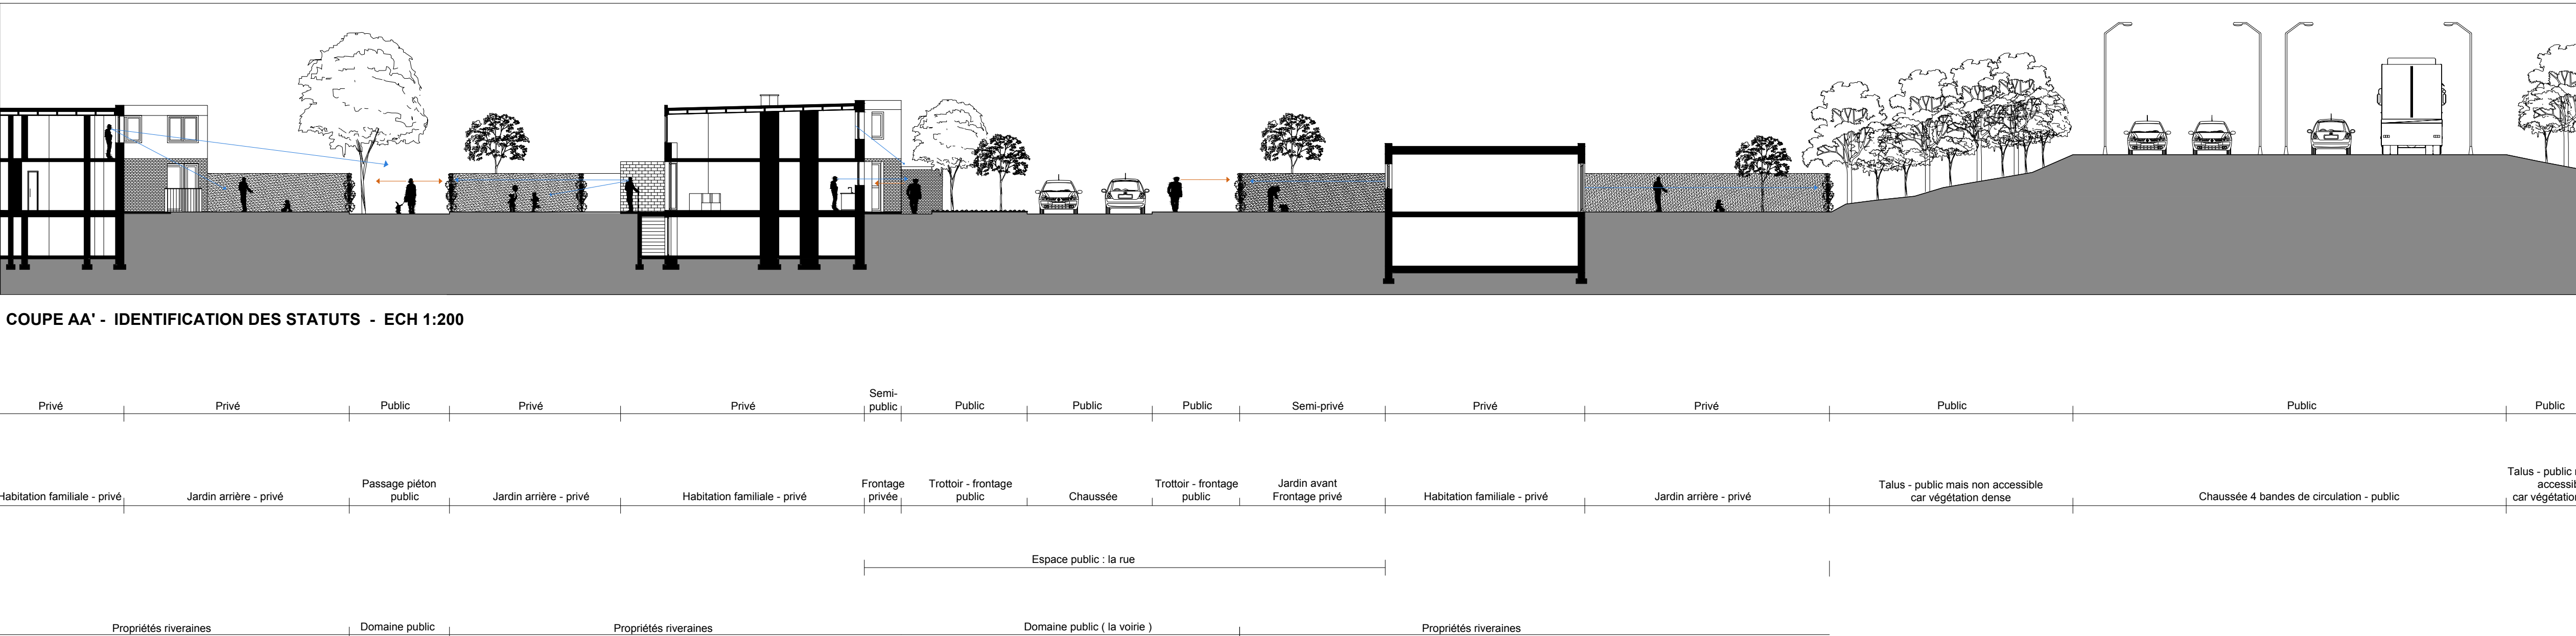 COUPE AA' - IDENTIFICATION DES STATUTS - ECH 1:200
Privé
Privé
Public
Privé
Privé
Semi-
public
Public
Public
Public
Semi-privé
Privé
Privé
Public
Public
Public
Habitation familiale - privé
Jardin arrière - privé
Passage piéton
public
Jardin arrière - privé
Habitation familiale - privé
Frontage
privée
Trottoir - frontage
public
Chaussée
Trottoir - frontage
public
Jardin avant
Frontage privé
Habitation familiale - privé
Jardin arrière - privé
Talus - public mais non accessible
car végétation dense
Chaussée 4 bandes de circulation - public
Talus - public
car végétation
Espace public : la rue
Propriétés riveraines
Domaine public
Propriétés riveraines
Domaine public ( la voirie )
Propriétés riveraines